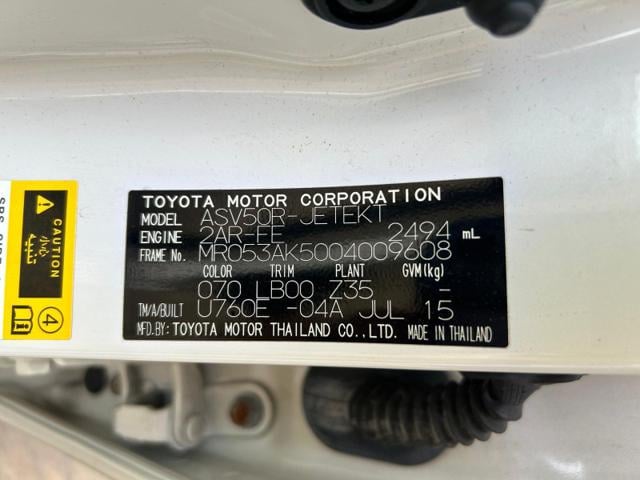 TOYOTA MOTOR CORPORATION
MODEL ASV50R-JETEKT
ENGINE 2AR-FE 2494 mL
FRAME No. MR053AK5004009608
COLOR TRIM PLANT GVM(kg)
070 LB00 Z35 -
TM/A/BUILT U760E -04A JUL 15
MFD.BY: TOYOTA MOTOR THAILAND CO.,LTD. MADE IN THAILAND
CAUTION
تنبيه
4